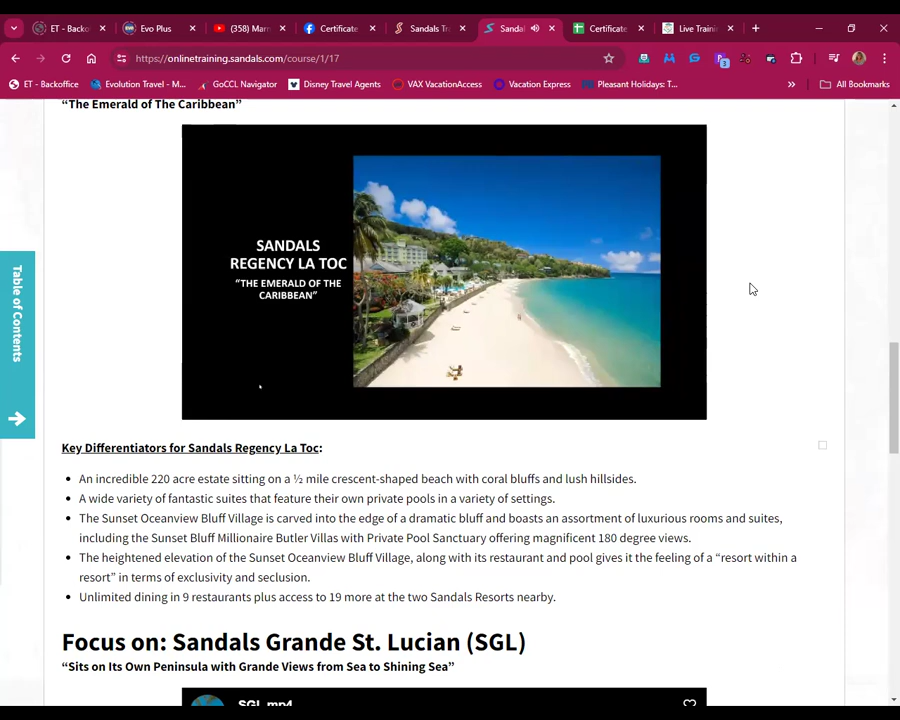 ET - Backo
Evo Plus
(358) Marr
Certificate
Sandals Tr
Sandal
Certificate
Live Trainin
https://onlinetraining.sandals.com/course/1/17
ET - Backoffice
Evolution Travel - M...
GoCCL Navigator
Disney Travel Agents
VAX VacationAccess
Vacation Express
Pleasant Holidays: T...
»
All Bookmarks
"The Emerald of The Caribbean"
SANDALS
REGENCY LA TOC
"THE EMERALD OF THE
CARIBBEAN"
Table of Contents
Key Differentiators for Sandals Regency La Toc:
• An incredible 220 acre estate sitting on a ½ mile crescent-shaped beach with coral bluffs and lush hillsides.
• A wide variety of fantastic suites that feature their own private pools in a variety of settings.
• The Sunset Oceanview Bluff Village is carved into the edge of a dramatic bluff and boasts an assortment of luxurious rooms and suites,
including the Sunset Bluff Millionaire Butler Villas with Private Pool Sanctuary offering magnificent 180 degree views.
• The heightened elevation of the Sunset Oceanview Bluff Village, along with its restaurant and pool gives it the feeling of a “resort within a
resort” in terms of exclusivity and seclusion.
• Unlimited dining in 9 restaurants plus access to 19 more at the two Sandals Resorts nearby.
Focus on: Sandals Grande St. Lucian (SGL)
“Sits on Its Own Peninsula with Grande Views from Sea to Shining Sea”
SGL.mp4